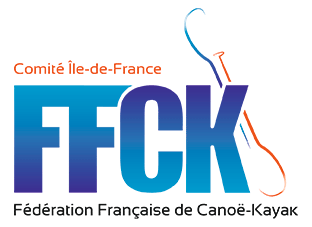 Comité Île-de-France
FFCK
Fédération Française de Canoë-Kayak